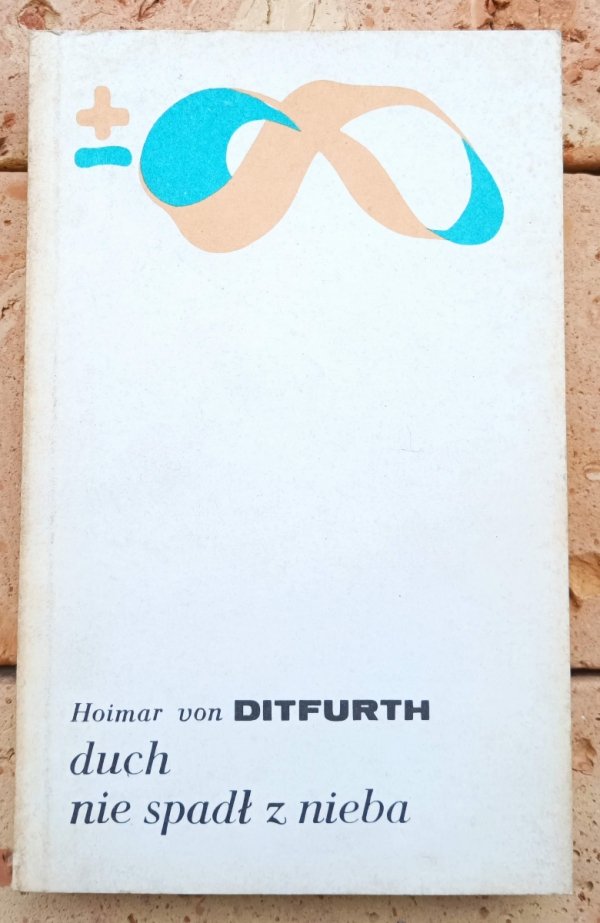 ±∞
Hoimar von DITFURTH
duch
nie spadł z nieba